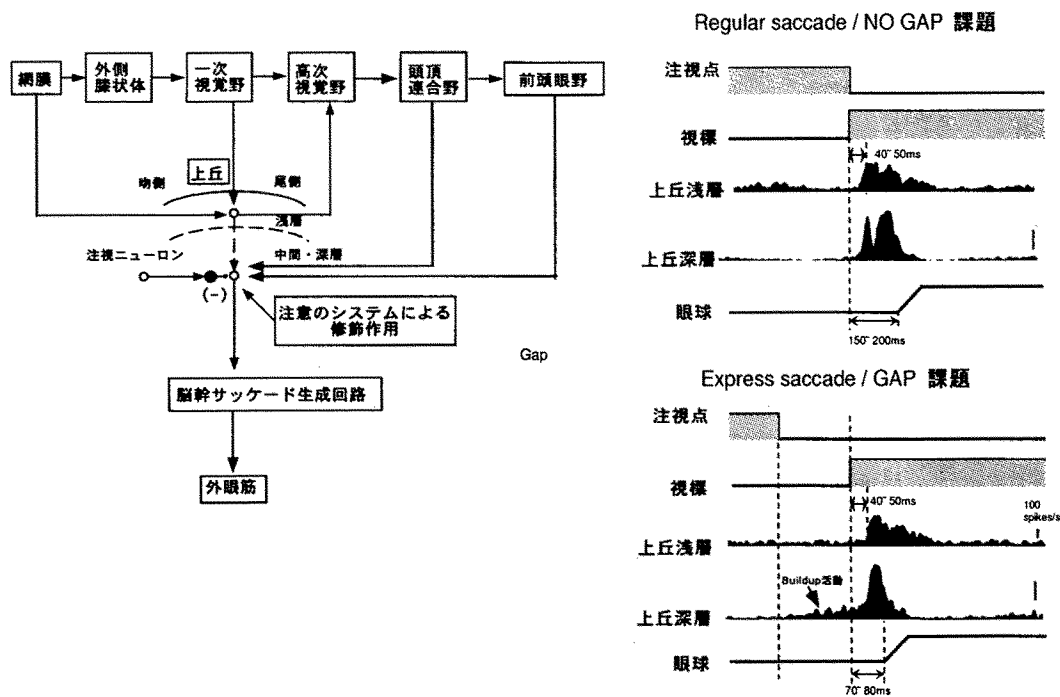 網膜
外側
膝状体
一次
視覚野
高次
視覚野
頭頂
連合野
前頭眼野
上丘
吻側
尾側
浅層
注視ニューロン
中間・深層
(-)
注意のシステムによる
修飾作用
脳幹サッケード生成回路
外眼筋
Gap
Regular saccade / NO GAP 課題
注視点
視標
40~50ms
上丘浅層
上丘深層
眼球
150~200ms
Express saccade / GAP 課題
注視点
視標
40~50ms
100
spikes/s
上丘浅層
Buildup活動
上丘深層
眼球
70~80ms